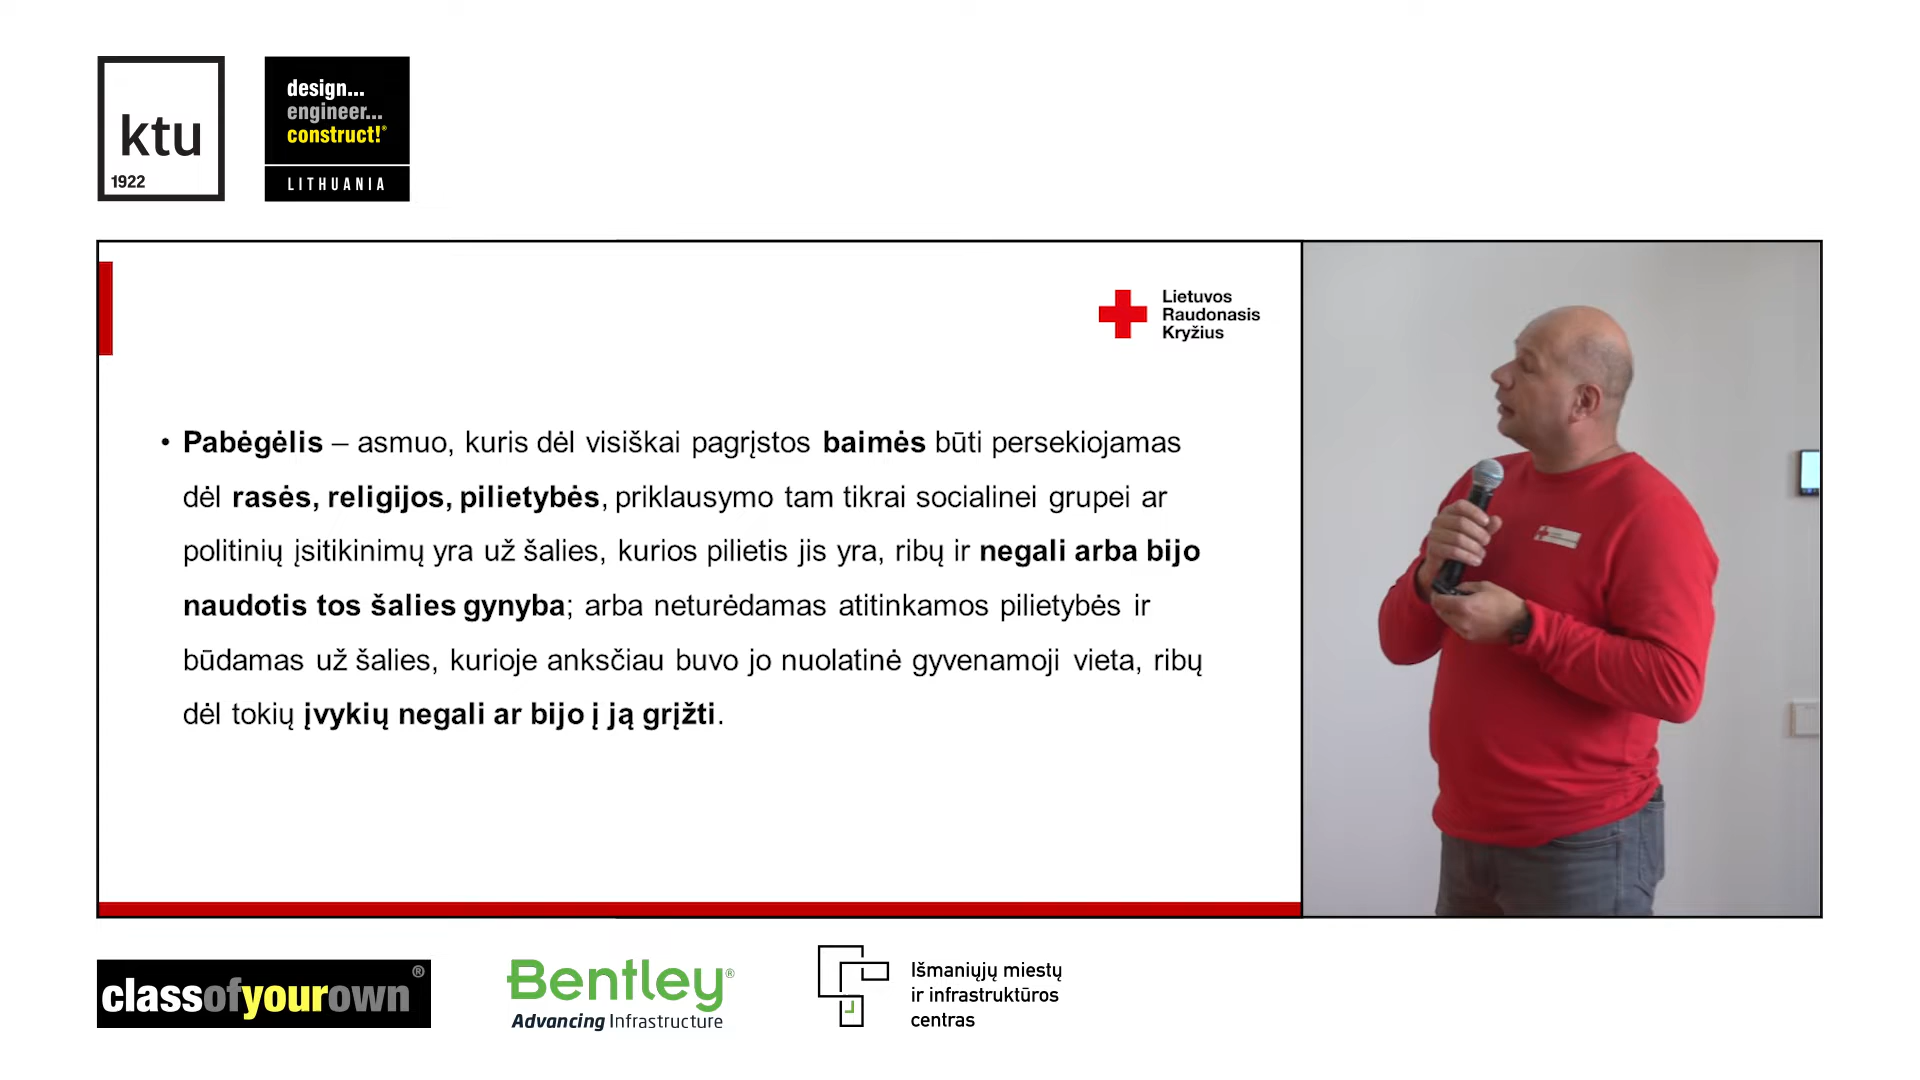 ktu
1922
design...
engineer...
construct!®
LITHUANIA
Lietuvos
Raudonasis
Kryžius
• Pabėgėlis – asmuo, kuris dėl visiškai pagrįstos baimės būti persekiojamas
dėl rasės, religijos, pilietybės, priklausymo tam tikrai socialinei grupei ar
politinių įsitikinimų yra už šalies, kurios pilietis jis yra, ribų ir negali arba bijo
naudotis tos šalies gynyba; arba neturėdamas atitinkamos pilietybės ir
būdamas už šalies, kurioje anksčiau buvo jo nuolatinė gyvenamoji vieta, ribų
dėl tokių įvykių negali ar bijo į ją grįžti.
classofyourown®
Bentley®
Advancing Infrastructure
Išmaniųjų miestų
ir infrastruktūros
centras